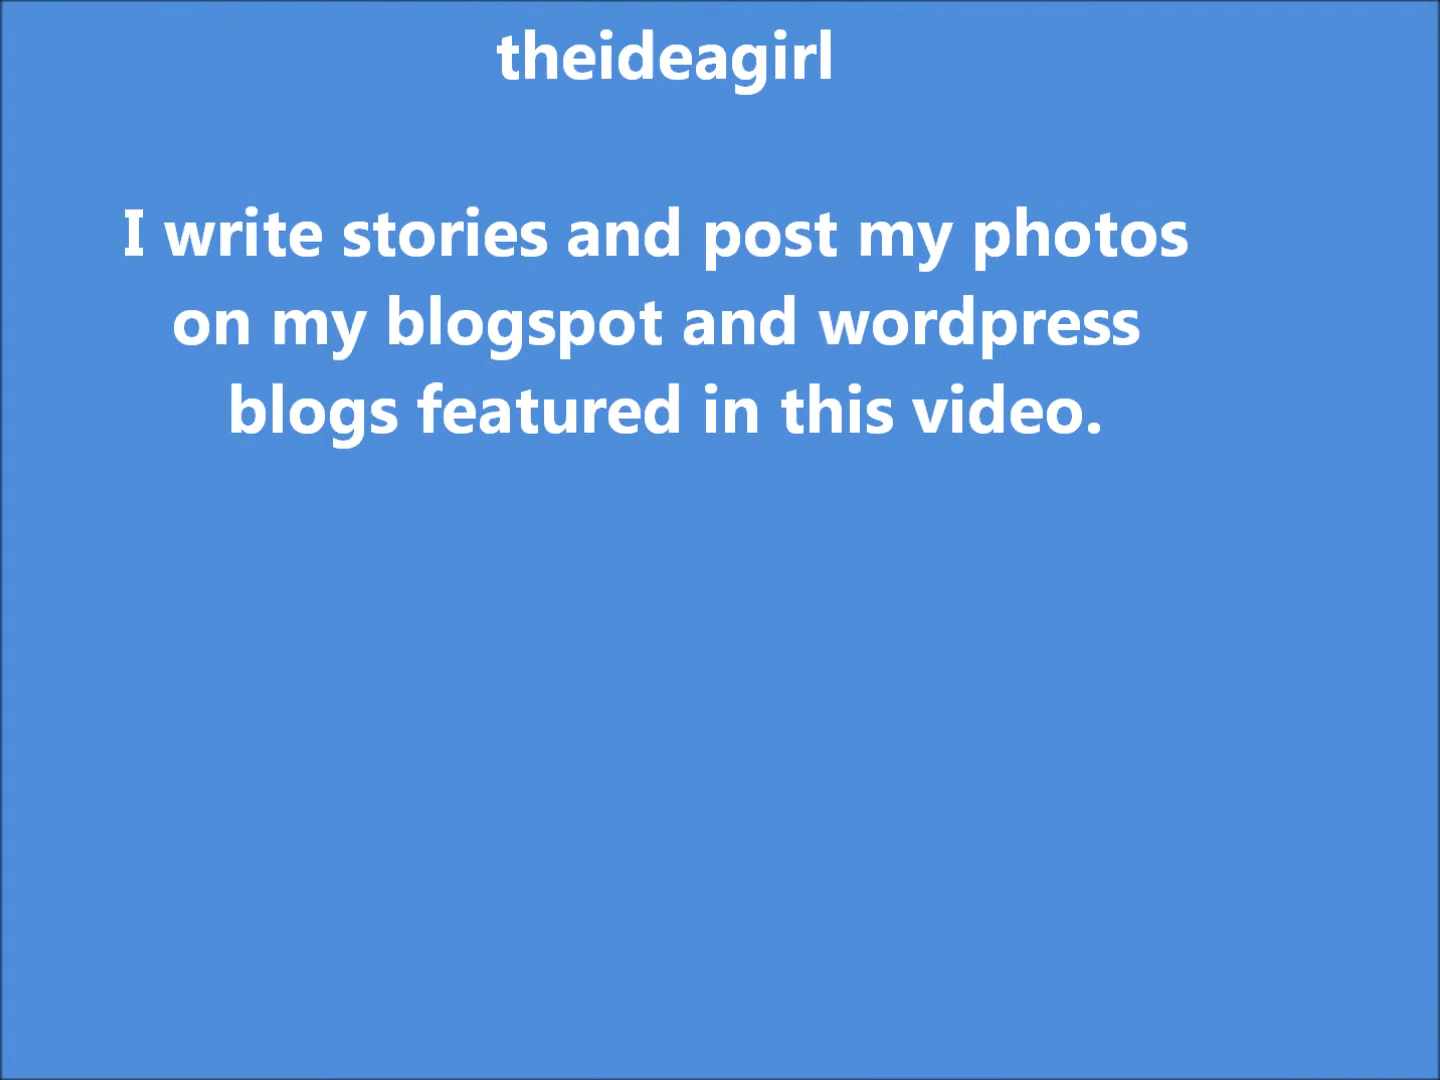 theideagirl
I write stories and post my photos
on my blogspot and wordpress
blogs featured in this video.